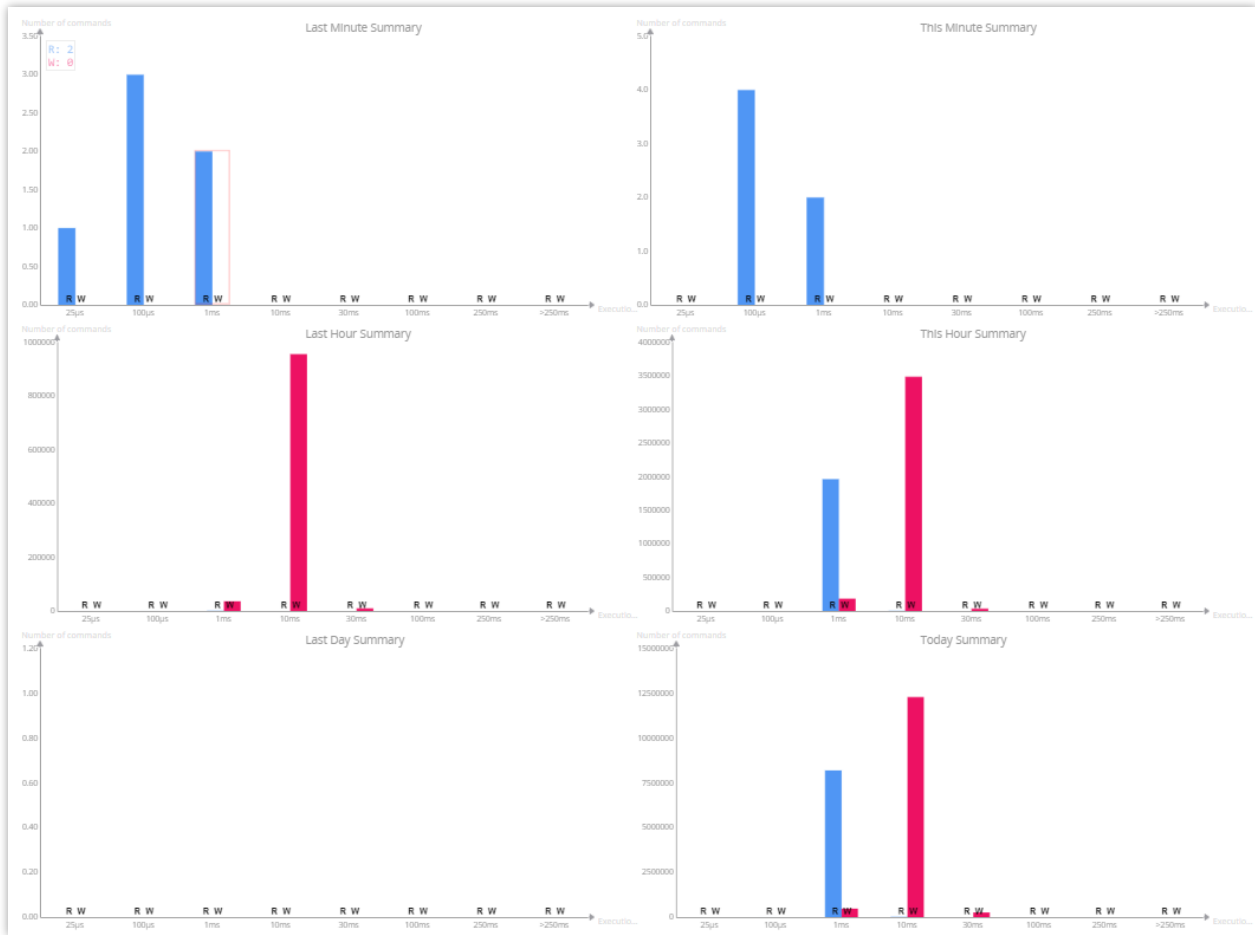 Number of commands
Last Minute Summary
3.50
R: 2
W: 0
3.00
2.50
2.00
1.50
1.00
0.50
0.00
R W R W R W R W R W R W R W R W
25µs 100µs 1ms 10ms 30ms 100ms 250ms >250ms
Executio...
Number of commands
This Minute Summary
5.0
4.0
3.0
2.0
1.0
0.0
R W R W R W R W R W R W R W R W
25µs 100µs 1ms 10ms 30ms 100ms 250ms >250ms
Executio...
Number of commands
Last Hour Summary
1000000
800000
600000
400000
200000
0
R W R W R W R W R W R W R W R W
25µs 100µs 1ms 10ms 30ms 100ms 250ms >250ms
Executio...
Number of commands
This Hour Summary
4000000
3500000
3000000
2500000
2000000
1500000
1000000
500000
0
R W R W R W R W R W R W R W R W
25µs 100µs 1ms 10ms 30ms 100ms 250ms >250ms
Executio...
Number of commands
Last Day Summary
1.20
1.00
0.80
0.60
0.40
0.20
0.00
R W R W R W R W R W R W R W R W
25µs 100µs 1ms 10ms 30ms 100ms 250ms >250ms
Executio...
Number of commands
Today Summary
15000000
12500000
10000000
7500000
5000000
2500000
0
R W R W R W R W R W R W R W R W
25µs 100µs 1ms 10ms 30ms 100ms 250ms >250ms
Executio...